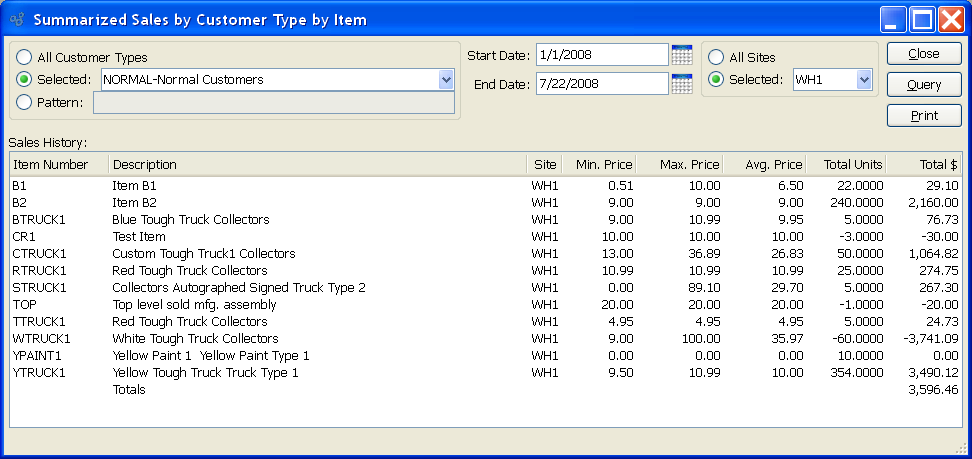 Summarized Sales by Customer Type by Item
All Customer Types
Selected: NORMAL-Normal Customers
Pattern:
Start Date: 1/1/2008
End Date: 7/22/2008
All Sites
Selected: WH1
Close
Query
Print
Sales History:
Item Number Description Site Min. Price Max. Price Avg. Price Total Units Total $
B1 Item B1 WH1 0.51 10.00 6.50 22.0000 29.10
B2 Item B2 WH1 9.00 9.00 9.00 240.0000 2,160.00
BTRUCK1 Blue Tough Truck Collectors WH1 9.00 10.99 9.95 5.0000 76.73
CR1 Test Item WH1 10.00 10.00 10.00 -3.0000 -30.00
CTRUCK1 Custom Tough Truck1 Collectors WH1 13.00 36.89 26.83 50.0000 1,064.82
RTRUCK1 Red Tough Truck Collectors WH1 10.99 10.99 10.99 25.0000 274.75
STRUCK1 Collectors Autographed Signed Truck Type 2 WH1 0.00 89.10 29.70 5.0000 267.30
TOP Top level sold mfg. assembly WH1 20.00 20.00 20.00 -1.0000 -20.00
TTRUCK1 Red Tough Truck Collectors WH1 4.95 4.95 4.95 5.0000 24.73
WTRUCK1 White Tough Truck Collectors WH1 9.00 100.00 35.97 -60.0000 -3,741.09
YPAINT1 Yellow Paint 1 Yellow Paint Type 1 WH1 0.00 0.00 0.00 10.0000 0.00
YTRUCK1 Yellow Tough Truck Truck Type 1 WH1 9.50 10.99 10.00 354.0000 3,490.12
Totals 3,596.46